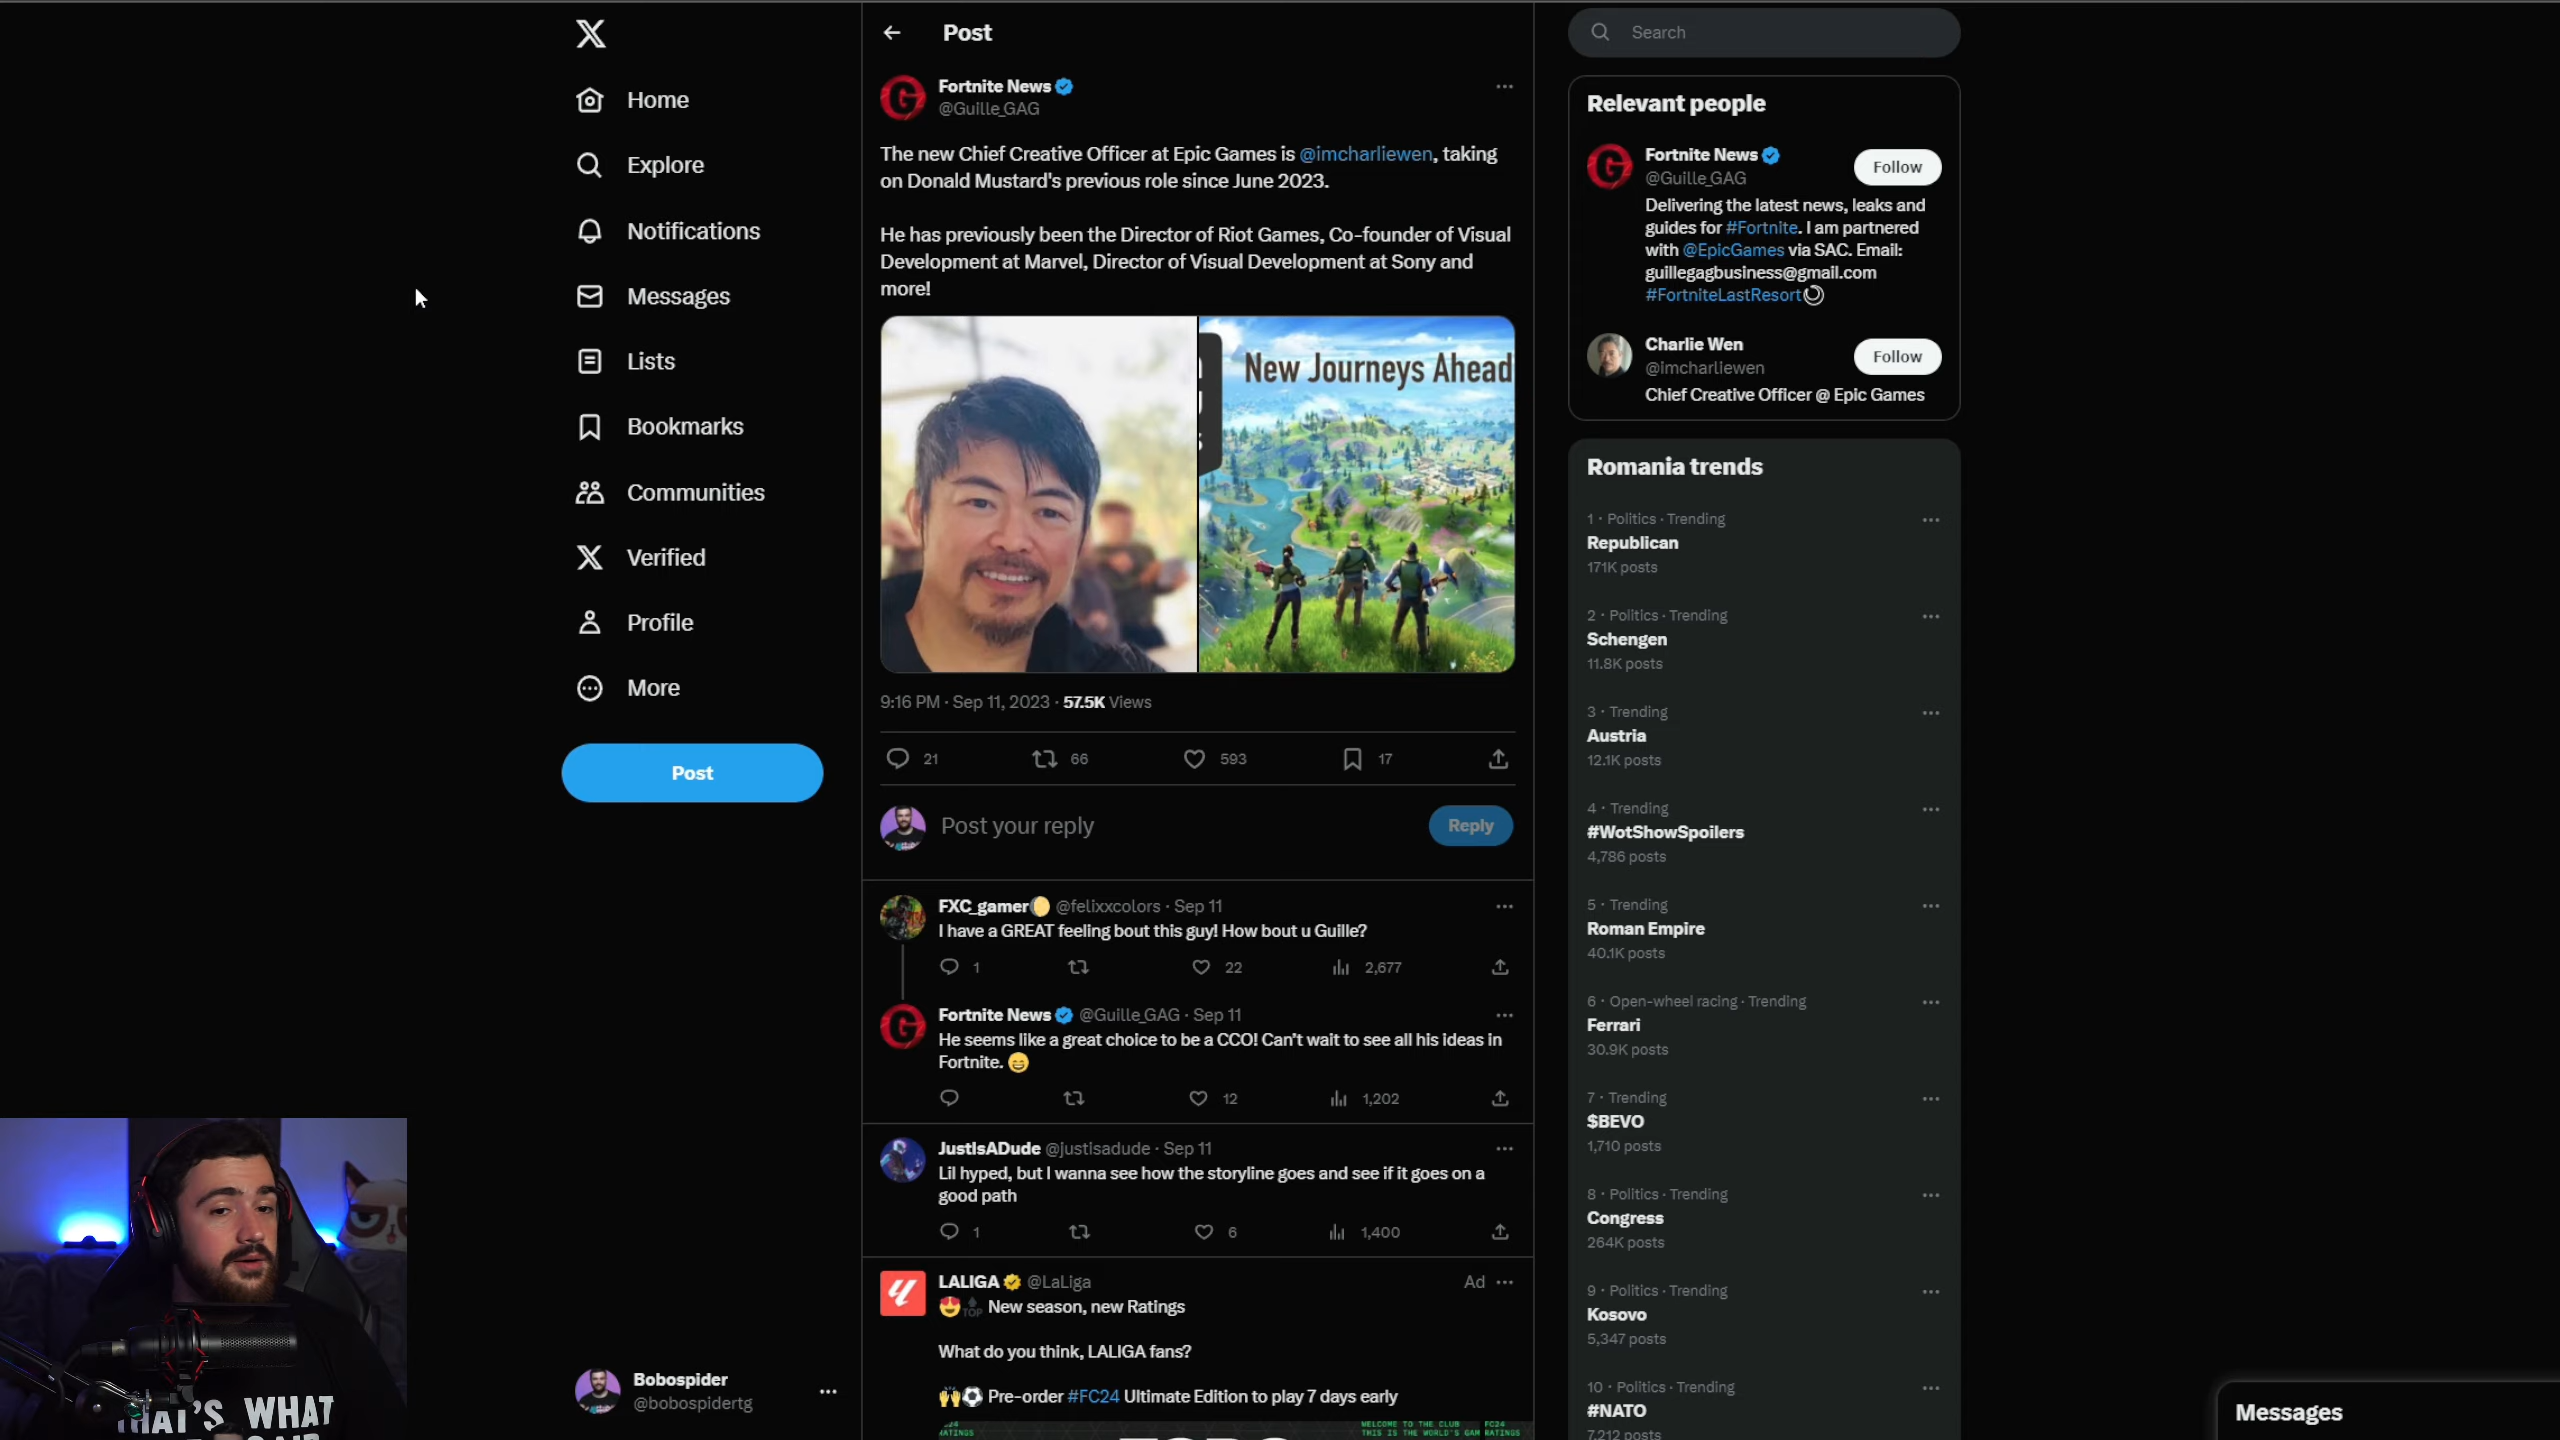 Home
Explore
Notifications
Messages
Lists
Bookmarks
Communities
Verified
Profile
More
Post
Bobospider
@bobospidertg
THAT'S WHAT
Post
Fortnite News
@Guille_GAG
The new Chief Creative Officer at Epic Games is @imcharliewen, taking
on Donald Mustard's previous role since June 2023.
He has previously been the Director of Riot Games, Co-founder of Visual
Development at Marvel, Director of Visual Development at Sony and
more!
New Journeys Ahead
9:16 PM · Sep 11, 2023 · 57.5K Views
21 66 593 17
Post your reply
Reply
FXC_gamer @felixxcolors · Sep 11
I have a GREAT feeling bout this guy! How bout u Guille?
1 22 2,677
Fortnite News @Guille_GAG · Sep 11
He seems like a great choice to be a CCO! Can't wait to see all his ideas in
Fortnite. 😄
12 1,202
JustIsADude @justisadude · Sep 11
Lil hyped, but I wanna see how the storyline goes and see if it goes on a
good path
1 6 1,400
LALIGA @LaLiga Ad
😍🔝 New season, new Ratings
What do you think, LALIGA fans?
🙌⚽ Pre-order #FC24 Ultimate Edition to play 7 days early
WELCOME TO THE CLUB
THIS IS THE WORLD'S GAM
FC24
RATINGS
Search
Relevant people
Fortnite News
@Guille_GAG
Follow
Delivering the latest news, leaks and
guides for #Fortnite. I am partnered
with @EpicGames via SAC. Email:
guillegagbusiness@gmail.com
#FortniteLastResort
Charlie Wen
@imcharliewen
Follow
Chief Creative Officer @ Epic Games
Romania trends
1 · Politics · Trending
Republican
171K posts
2 · Politics · Trending
Schengen
11.8K posts
3 · Trending
Austria
12.1K posts
4 · Trending
#WotShowSpoilers
4,786 posts
5 · Trending
Roman Empire
40.1K posts
6 · Open-wheel racing · Trending
Ferrari
30.9K posts
7 · Trending
$BEVO
1,710 posts
8 · Politics · Trending
Congress
264K posts
9 · Politics · Trending
Kosovo
5,347 posts
10 · Politics · Trending
#NATO
7,212 posts
Messages